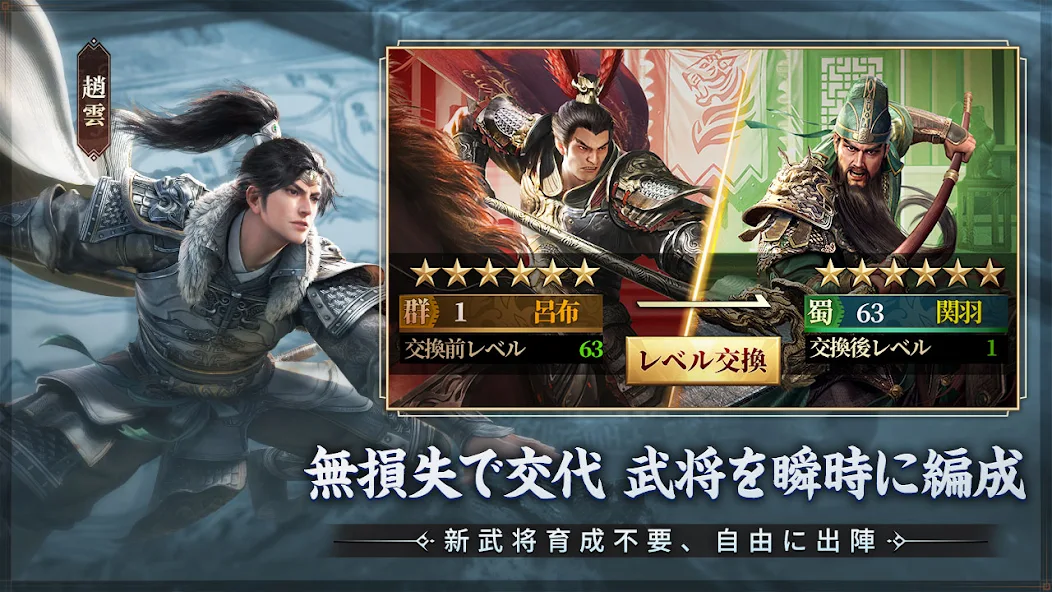 趙雲
群 1 呂布
交換前レベル 63
レベル交換
蜀 63 関羽
交換後レベル 1
無損失で交代 武将を瞬時に編成
新武将育成不要、自由に出陣